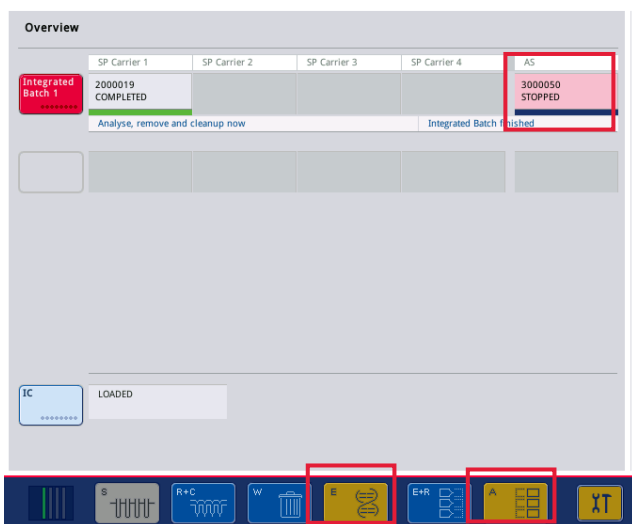 Overview
SP Carrier 1 SP Carrier 2 SP Carrier 3 SP Carrier 4 AS
Integrated
Batch 1
2000019
COMPLETED
3000050
STOPPED
Analyse, remove and cleanup now Integrated Batch finished
IC
LOADED
S R+C W E E+R A